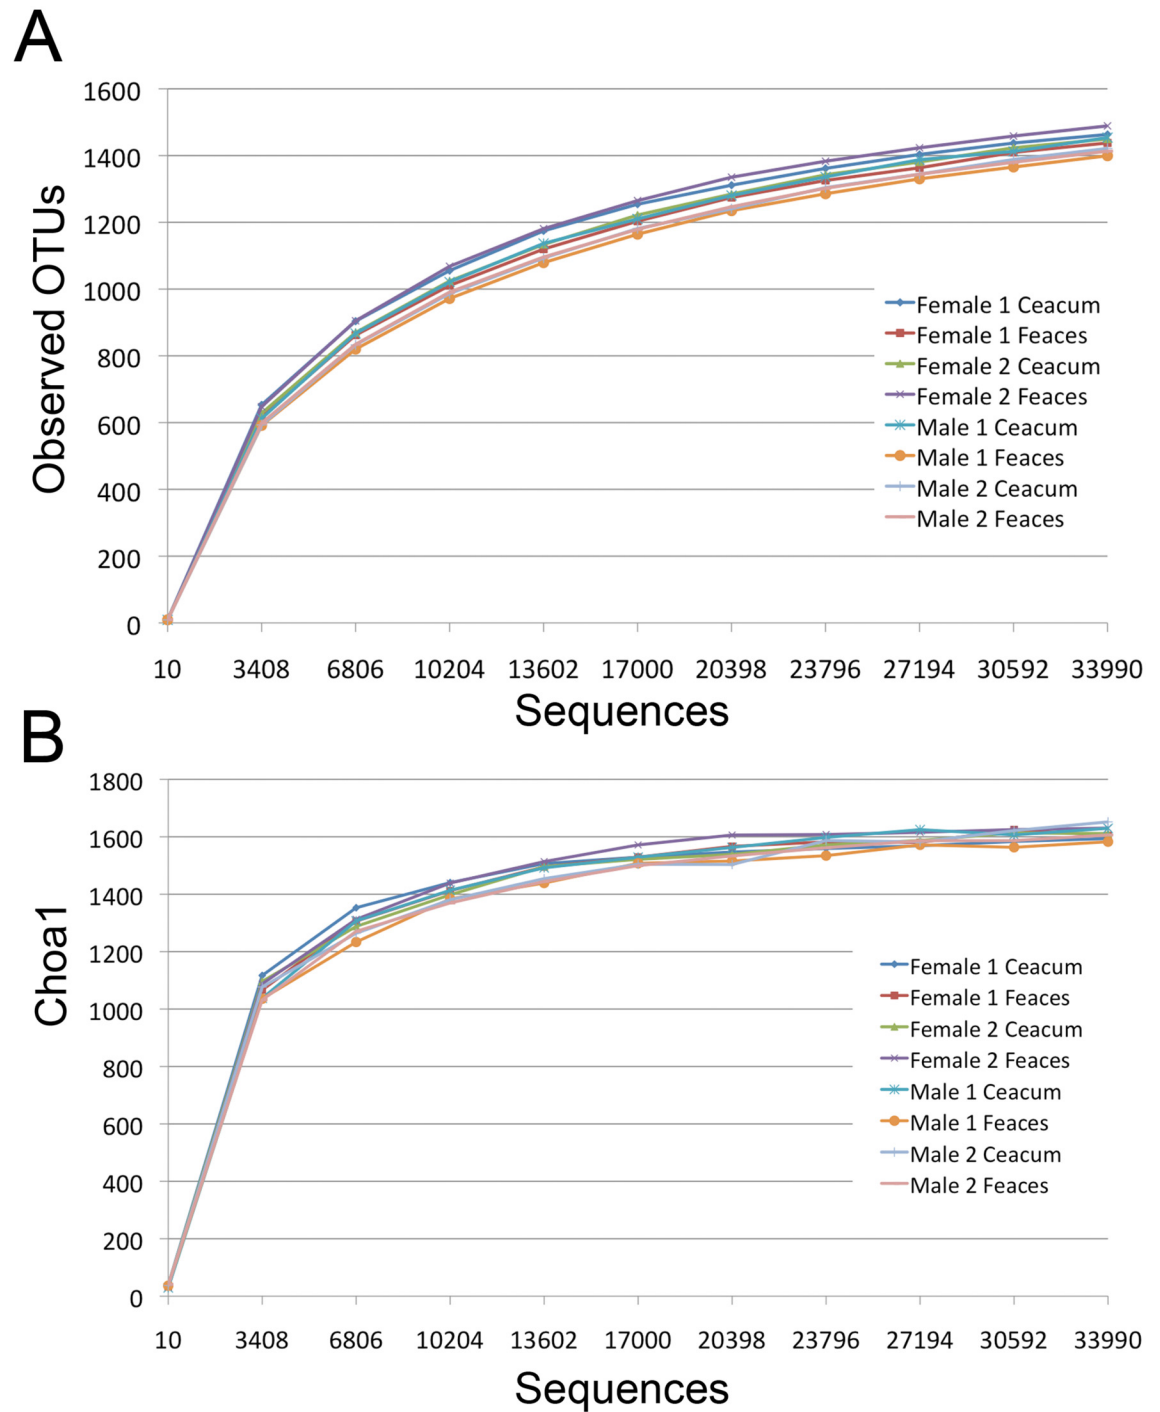 A
1600
1400
1200
1000
800
600
400
200
0
Observed OTUs
Female 1 Ceacum
Female 1 Feaces
Female 2 Ceacum
Female 2 Feaces
Male 1 Ceacum
Male 1 Feaces
Male 2 Ceacum
Male 2 Feaces
10 3408 6806 10204 13602 17000 20398 23796 27194 30592 33990
Sequences
B
1800
1600
1400
1200
1000
800
600
400
200
0
Choa1
Female 1 Ceacum
Female 1 Feaces
Female 2 Ceacum
Female 2 Feaces
Male 1 Ceacum
Male 1 Feaces
Male 2 Ceacum
Male 2 Feaces
10 3408 6806 10204 13602 17000 20398 23796 27194 30592 33990
Sequences